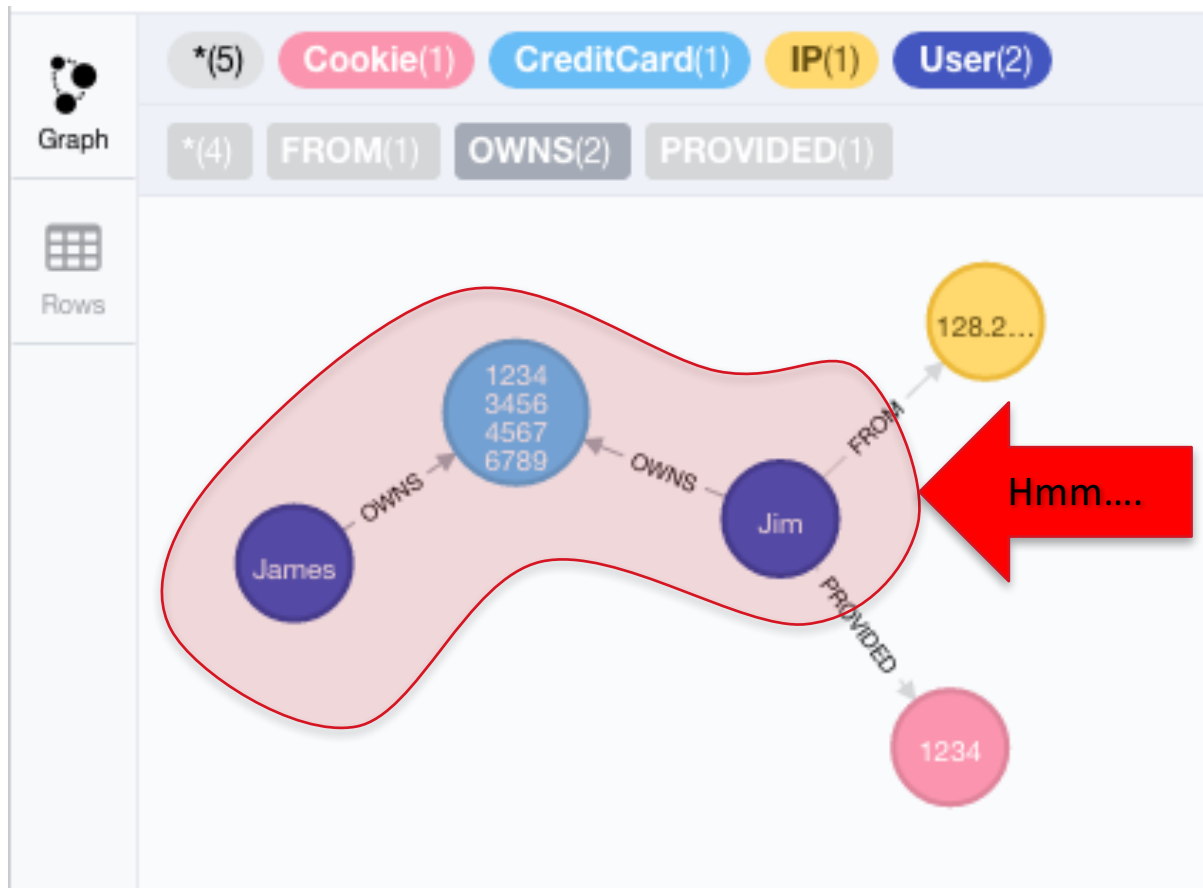 *(5) Cookie(1) CreditCard(1) IP(1) User(2)
Graph
*(4) FROM(1) OWNS(2) PROVIDED(1)
Rows
128.2...
1234
3456
4567
6789
FROM
OWNS
OWNS
Hmm....
Jim
James
PROVIDED
1234